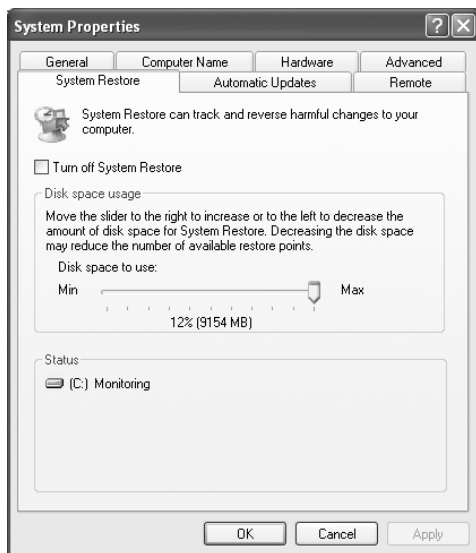 System Properties
General Computer Name Hardware Advanced
System Restore Automatic Updates Remote
System Restore can track and reverse harmful changes to your
computer.
Turn off System Restore
Disk space usage
Move the slider to the right to increase or to the left to decrease the
amount of disk space for System Restore. Decreasing the disk space
may reduce the number of available restore points.
Disk space to use:
Min Max
12% (9154 MB)
Status
(C:) Monitoring
OK Cancel Apply